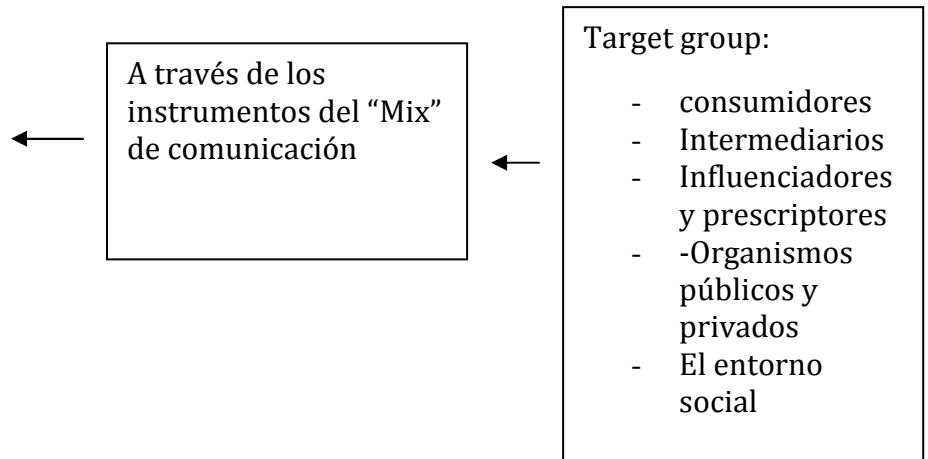 A través de los
instrumentos del “Mix”
de comunicación
Target group:
- consumidores
- Intermediarios
- Influenciadores
y prescriptores
- -Organismos
públicos y
privados
- El entorno
social